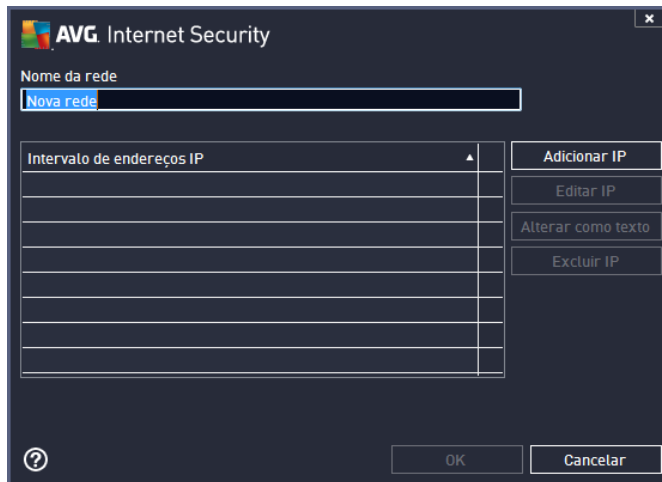 AVG. Internet Security
Nome da rede
Nova rede
Intervalo de endereços IP
Adicionar IP
Editar IP
Alterar como texto
Excluir IP
OK
Cancelar